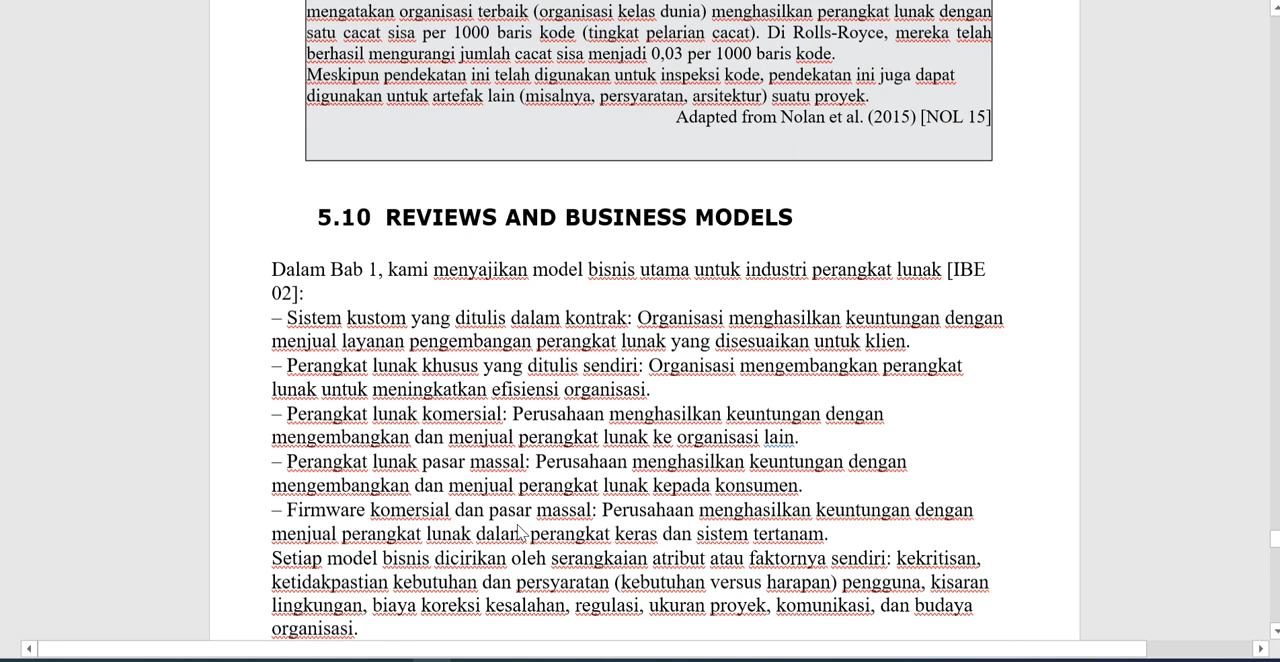 mengatakan organisasi terbaik (organisasi kelas dunia) menghasilkan perangkat lunak dengan
satu cacat sisa per 1000 baris kode (tingkat pelarian cacat). Di Rolls-Royce, mereka telah
berhasil mengurangi jumlah cacat sisa menjadi 0,03 per 1000 baris kode.
Meskipun pendekatan ini telah digunakan untuk inspeksi kode, pendekatan ini juga dapat
digunakan untuk artefak lain (misalnya, persyaratan, arsitektur) suatu proyek.
Adapted from Nolan et al. (2015) [NOL 15]
5.10 REVIEWS AND BUSINESS MODELS
Dalam Bab 1, kami menyajikan model bisnis utama untuk industri perangkat lunak [IBE
02]:
– Sistem kustom yang ditulis dalam kontrak: Organisasi menghasilkan keuntungan dengan
menjual layanan pengembangan perangkat lunak yang disesuaikan untuk klien.
– Perangkat lunak khusus yang ditulis sendiri: Organisasi mengembangkan perangkat
lunak untuk meningkatkan efisiensi organisasi.
– Perangkat lunak komersial: Perusahaan menghasilkan keuntungan dengan
mengembangkan dan menjual perangkat lunak ke organisasi lain.
– Perangkat lunak pasar massal: Perusahaan menghasilkan keuntungan dengan
mengembangkan dan menjual perangkat lunak kepada konsumen.
– Firmware komersial dan pasar massal: Perusahaan menghasilkan keuntungan dengan
menjual perangkat lunak dalam perangkat keras dan sistem tertanam.
Setiap model bisnis dicirikan oleh serangkaian atribut atau faktornya sendiri: kekritisan,
ketidakpastian kebutuhan dan persyaratan (kebutuhan versus harapan) pengguna, kisaran
lingkungan, biaya koreksi kesalahan, regulasi, ukuran proyek, komunikasi, dan budaya
organisasi.